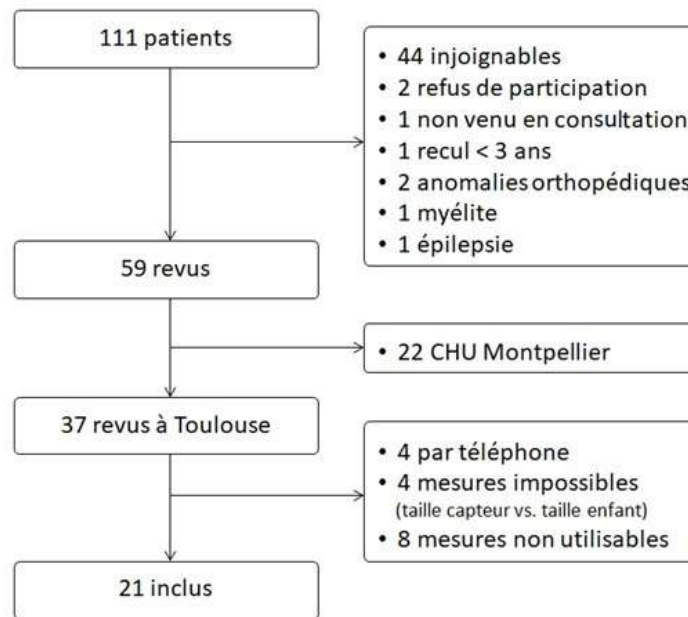 111 patients
• 44 injoignables
• 2 refus de participation
• 1 non venu en consultation
• 1 recul < 3 ans
• 2 anomalies orthopédiques
• 1 myélite
• 1 épilepsie
59 revus
• 22 CHU Montpellier
37 revus à Toulouse
• 4 par téléphone
• 4 mesures impossibles
(taille capteur vs. taille enfant)
• 8 mesures non utilisables
21 inclus